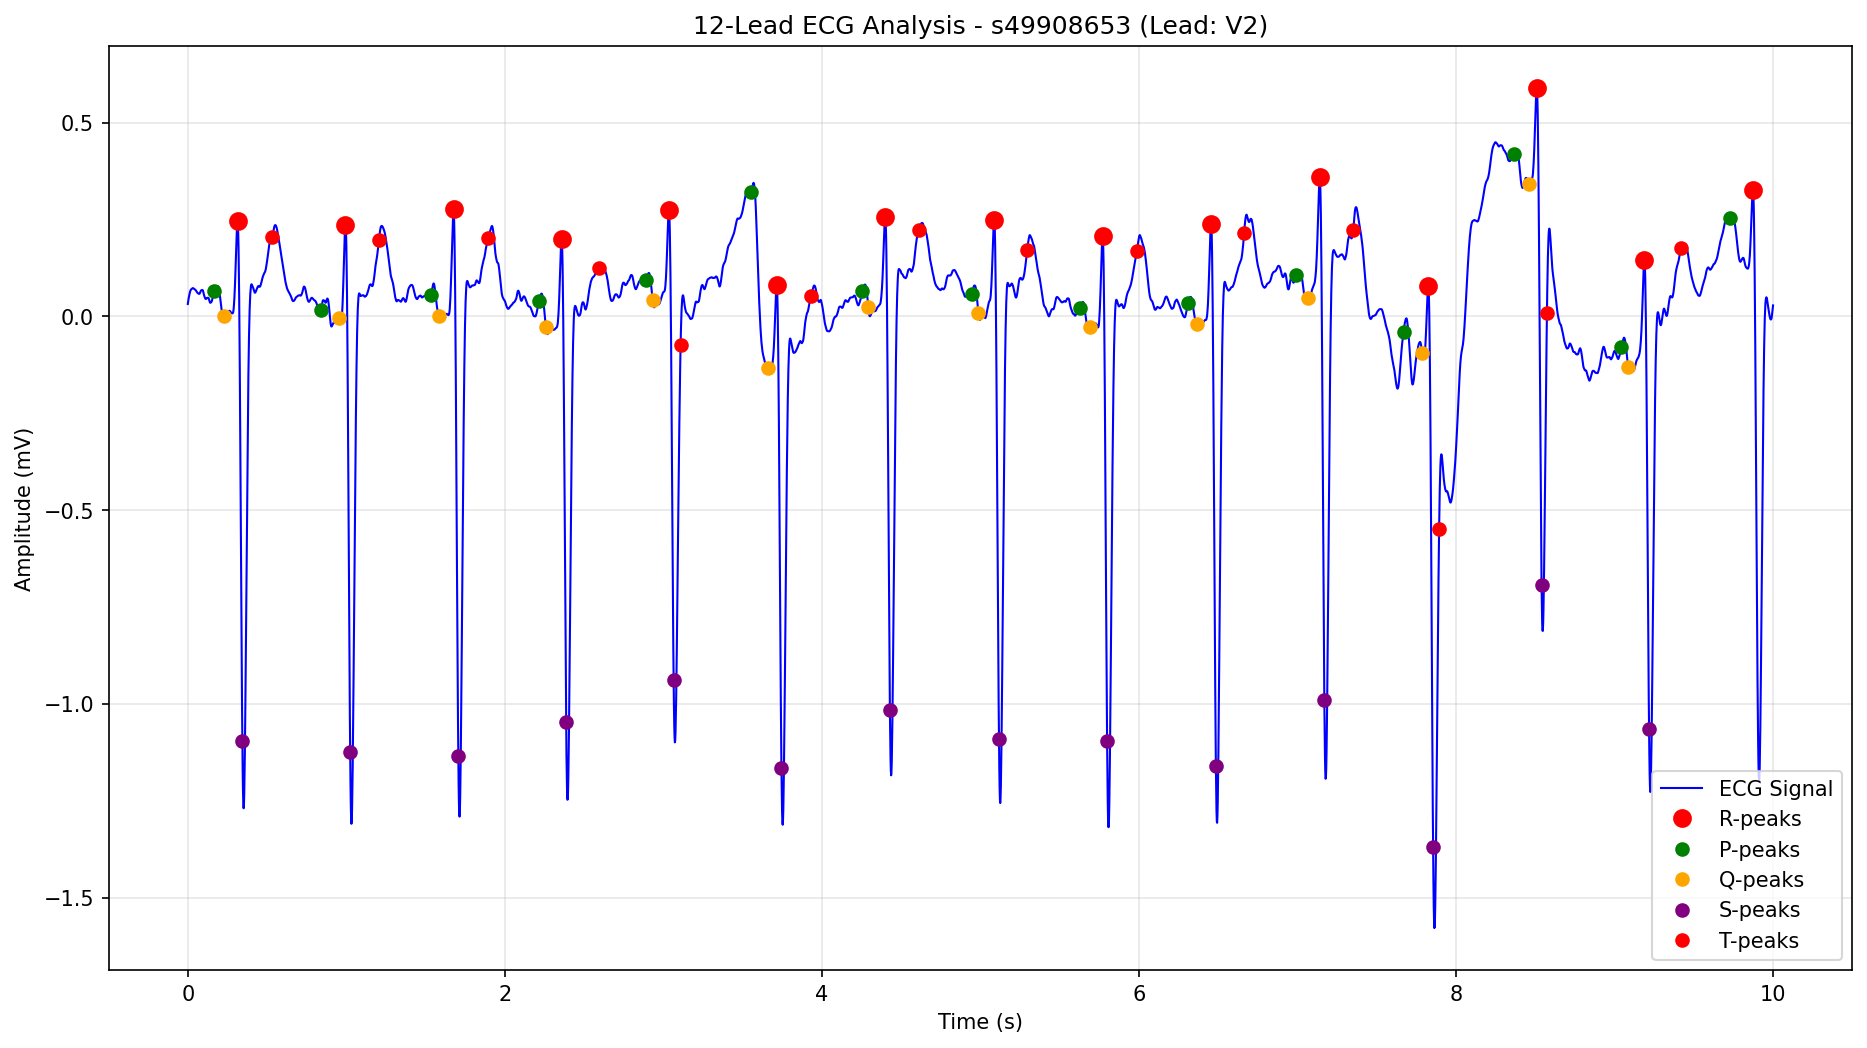 12-Lead ECG Analysis - s49908653 (Lead: V2)
Amplitude (mV)
0.5
0.0
−0.5
−1.0
−1.5
0 2 4 6 8 10
Time (s)
ECG Signal
R-peaks
P-peaks
Q-peaks
S-peaks
T-peaks